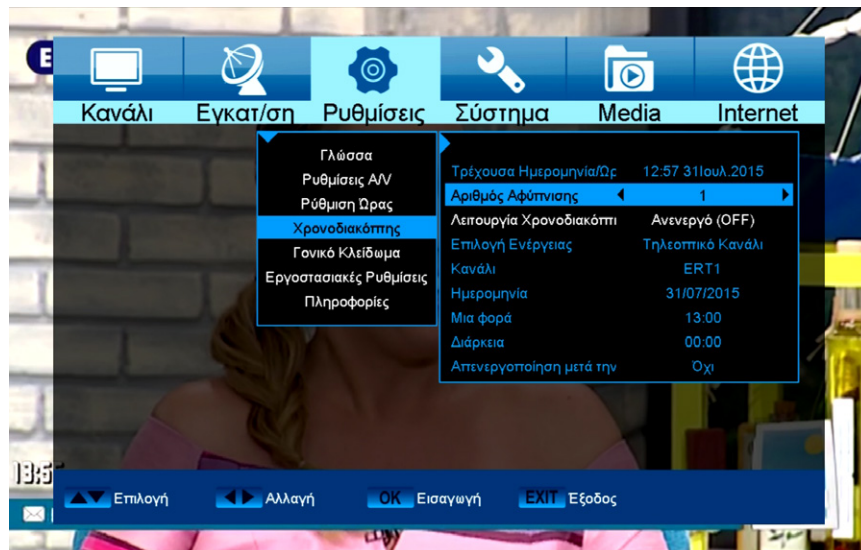 E
Κανάλι Εγκατ/ση Ρυθμίσεις Σύστημα Media Internet
Γλώσσα
Ρυθμίσεις A/V
Ρύθμιση Ώρας
Χρονοδιακόπτης
Γονικό Κλείδωμα
Εργοστασιακές Ρυθμίσεις
Πληροφορίες
Τρέχουσα Ημερομηνία/Ώρ 12:57 31Ιουλ.2015
Αριθμός Αφύπνισης 1
Λειτουργία Χρονοδιακόπτι Ανενεργό (OFF)
Επιλογή Ενέργειας Τηλεοπτικό Κανάλι
Κανάλι ERT1
Ημερομηνία 31/07/2015
Μια φορά 13:00
Διάρκεια 00:00
Απενεργοποίηση μετά την Όχι
13:5
Επιλογή Αλλαγή OK Εισαγωγή EXIT Έξοδος